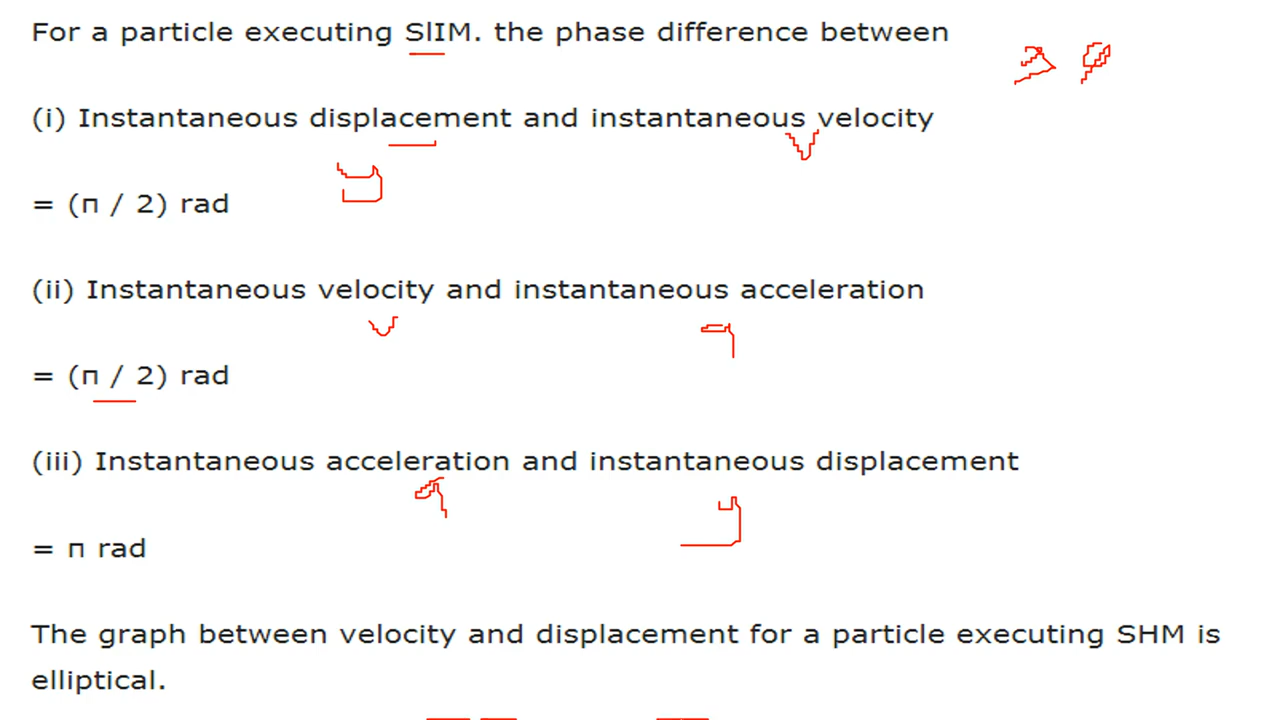 For a particle executing SlIM. the phase difference between
(i) Instantaneous displacement and instantaneous velocity
v
y
= (п / 2) rad
(ii) Instantaneous velocity and instantaneous acceleration
v
= (п / 2) rad
(iii) Instantaneous acceleration and instantaneous displacement
y
= п rad
The graph between velocity and displacement for a particle executing SHM is
elliptical.